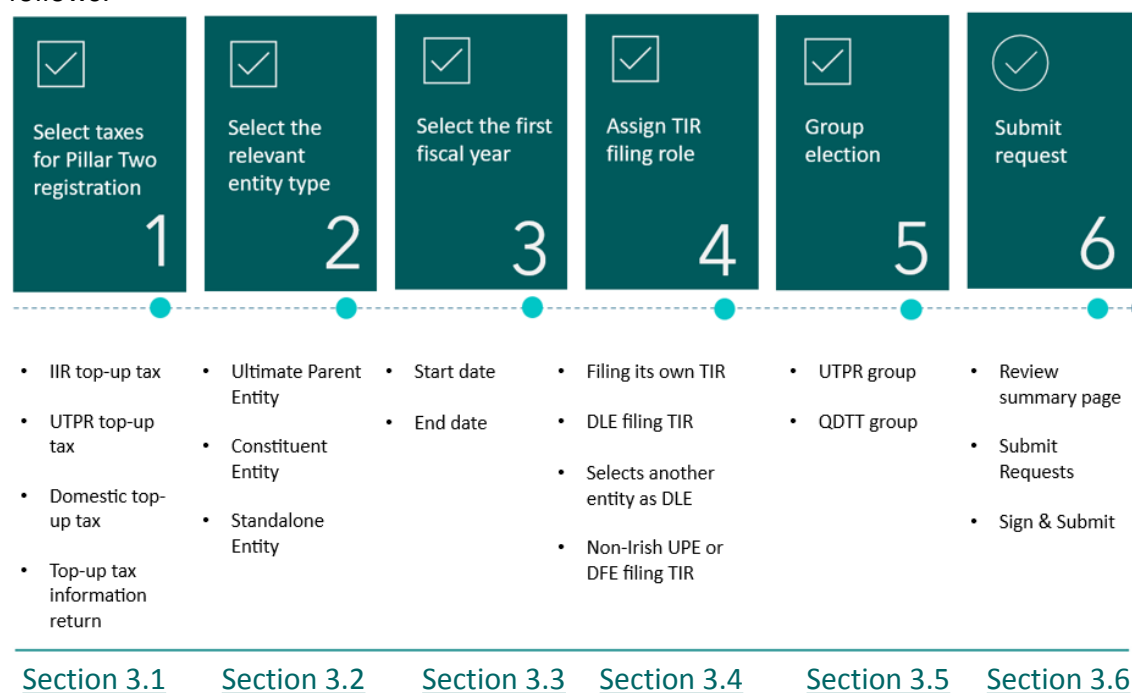 Select taxes
for Pillar Two
registration
1
Select the
relevant
entity type
2
Select the first
fiscal year
3
Assign TIR
filing role
4
Group
election
5
Submit
request
6
• IIR top-up tax
• UTPR top-up
tax
• Domestic top-
up tax
• Top-up tax
information
return
• Ultimate Parent
Entity
• Constituent
Entity
• Standalone
Entity
• Start date
• End date
• Filing its own TIR
• DLE filing TIR
• Selects another
entity as DLE
• Non-Irish UPE or
DFE filing TIR
• UTPR group
• QDTT group
• Review
summary page
• Submit
Requests
• Sign & Submit
Section 3.1
Section 3.2
Section 3.3
Section 3.4
Section 3.5
Section 3.6